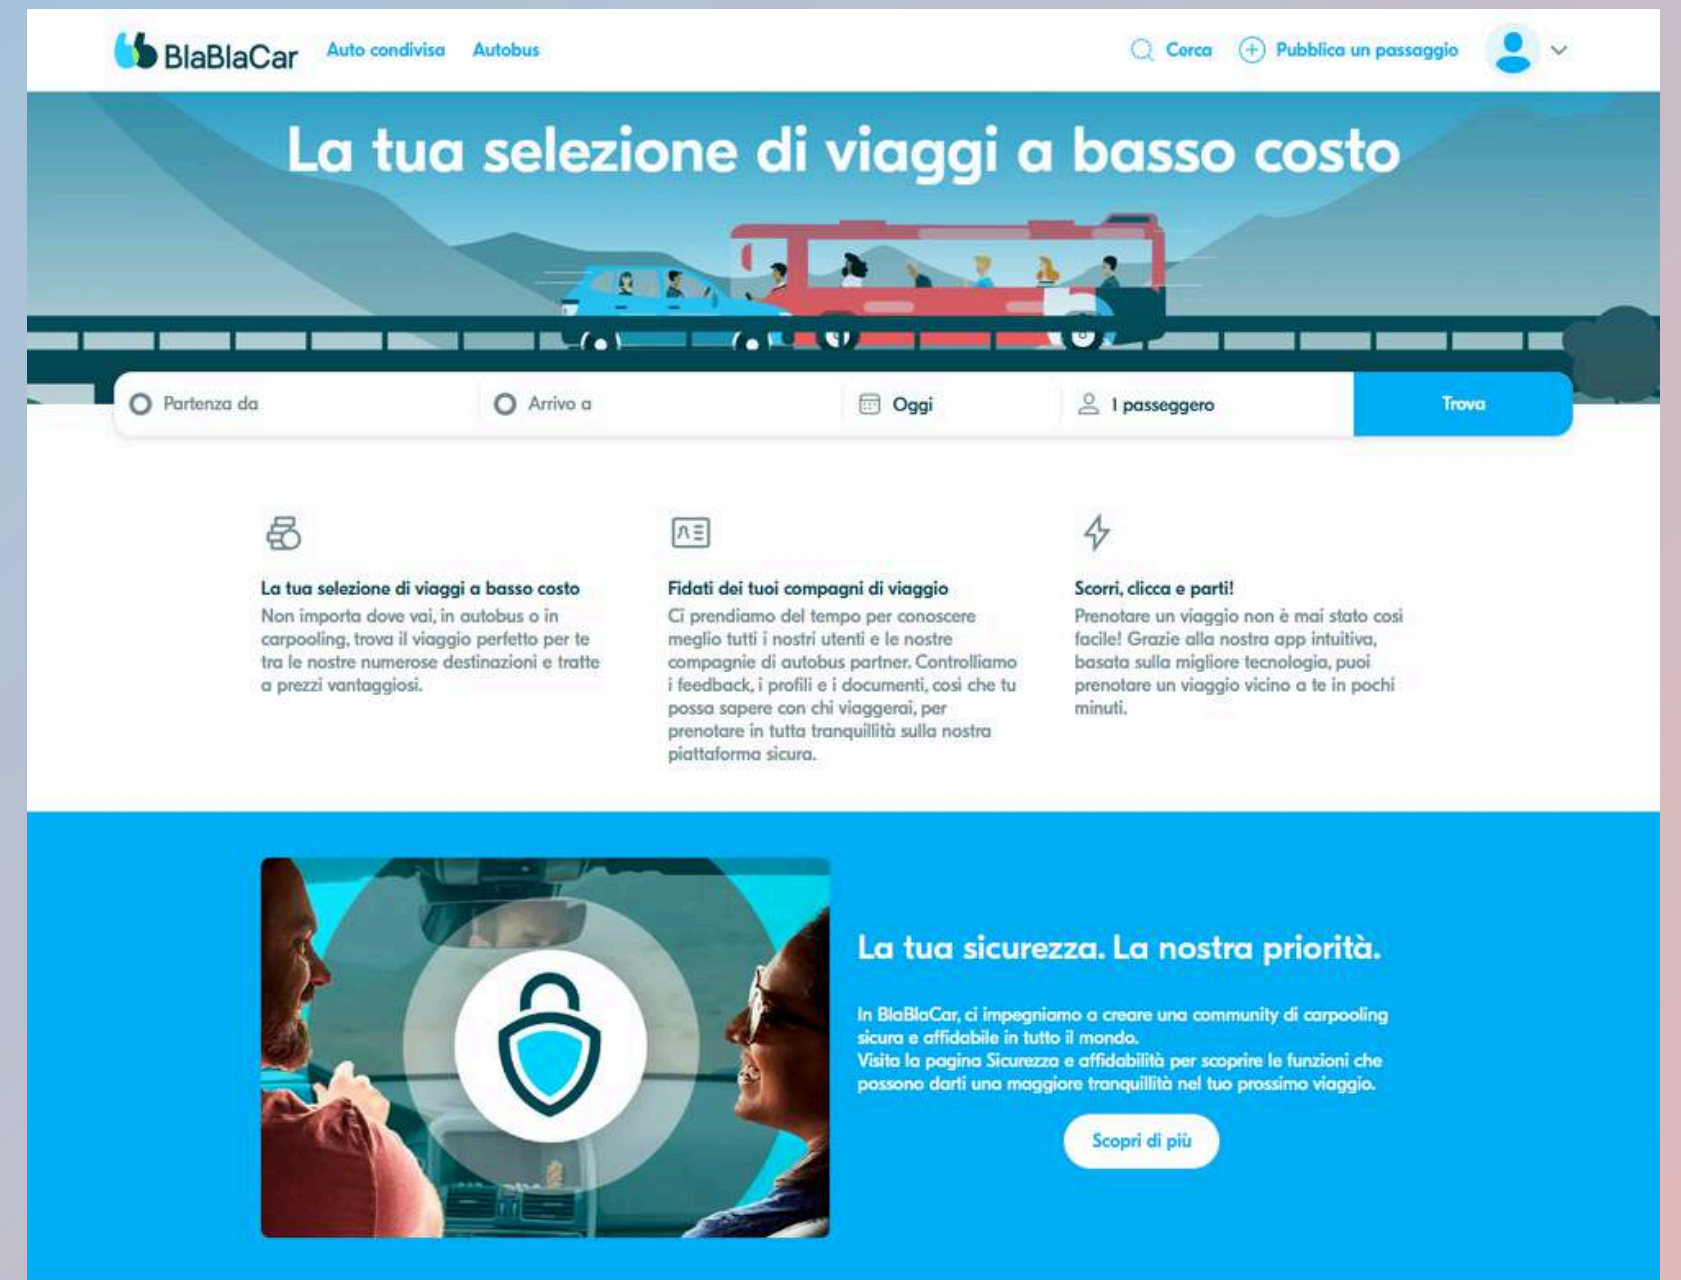 BlaBlaCar Auto condivisa Autobus Cerca Pubblica un passaggio
La tua selezione di viaggi a basso costo
Partenza da Arrivo a Oggi 1 passeggero Trova
La tua selezione di viaggi a basso costo
Non importa dove vai, in autobus o in
carpooling, trova il viaggio perfetto per te
tra le nostre numerose destinazioni e tratte
a prezzi vantaggiosi.
Fidati dei tuoi compagni di viaggio
Ci prendiamo del tempo per conoscere
meglio tutti i nostri utenti e le nostre
compagnie di autobus partner. Controlliamo
i feedback, i profili e i documenti, così che tu
possa sapere con chi viaggerai, per
prenotare in tutta tranquillità sulla nostra
piattaforma sicura.
Scorri, clicca e parti!
Prenotare un viaggio non è mai stato così
facile! Grazie alla nostra app intuitiva,
basata sulla migliore tecnologia, puoi
prenotare un viaggio vicino a te in pochi
minuti.
La tua sicurezza. La nostra priorità.
In BlaBlaCar, ci impegniamo a creare una community di carpooling
sicura e affidabile in tutto il mondo.
Visita la pagina Sicurezza e affidabilità per scoprire le funzioni che
possono darti una maggiore tranquillità nel tuo prossimo viaggio.
Scopri di più